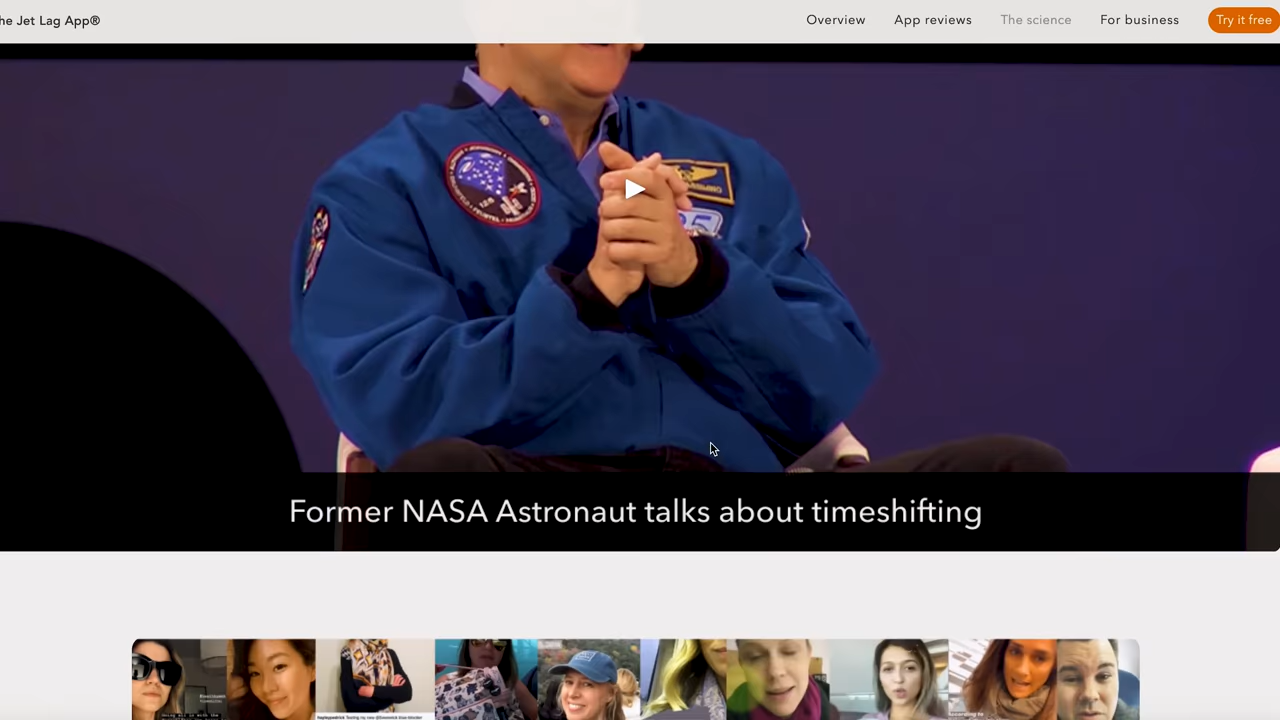 he Jet Lag App®
Overview
App reviews
The science
For business
Try it free
Former NASA Astronaut talks about timeshifting